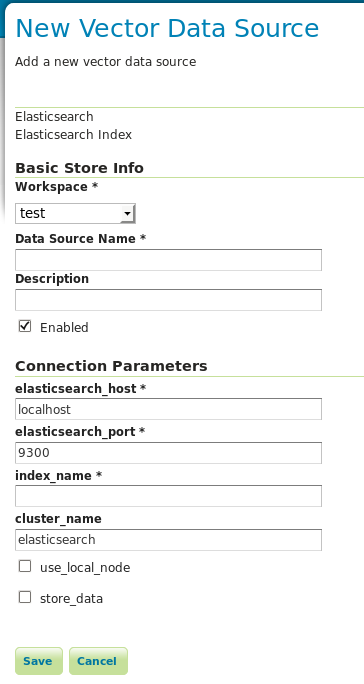 New Vector Data Source
Add a new vector data source
Elasticsearch
Elasticsearch Index
Basic Store Info
Workspace *
test
Data Source Name *
Description
Enabled
Connection Parameters
elasticsearch_host *
localhost
elasticsearch_port *
9300
index_name *
cluster_name
elasticsearch
use_local_node
store_data
Save Cancel